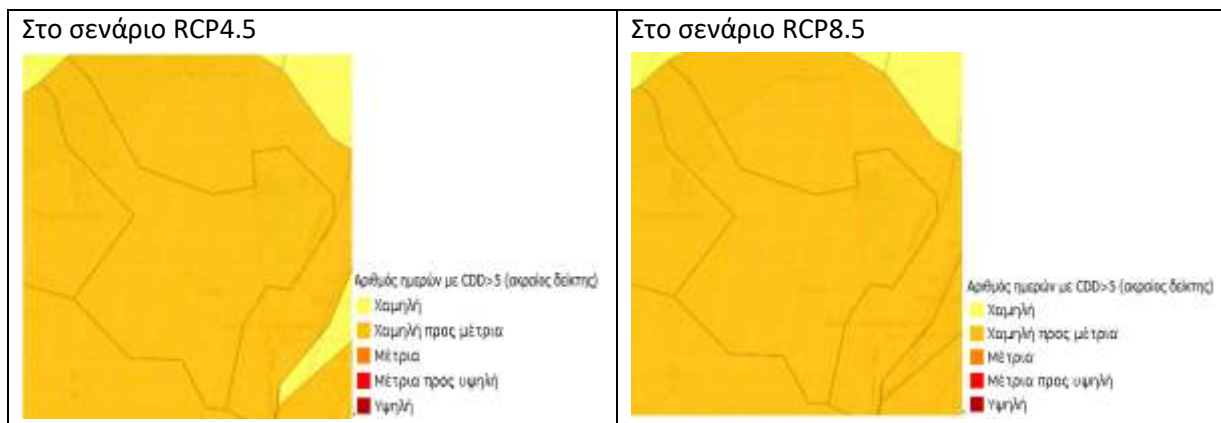 Στο σενάριο RCP4.5
Αριθμός ημερών με CDD>5 (ακραίος δείκτης)
Χαμηλή
Χαμηλή προς μέτρια
Μέτρια
Μέτρια προς υψηλή
Υψηλή
Στο σενάριο RCP8.5
Αριθμός ημερών με CDD>5 (ακραίος δείκτης)
Χαμηλή
Χαμηλή προς μέτρια
Μέτρια
Μέτρια προς υψηλή
Υψηλή